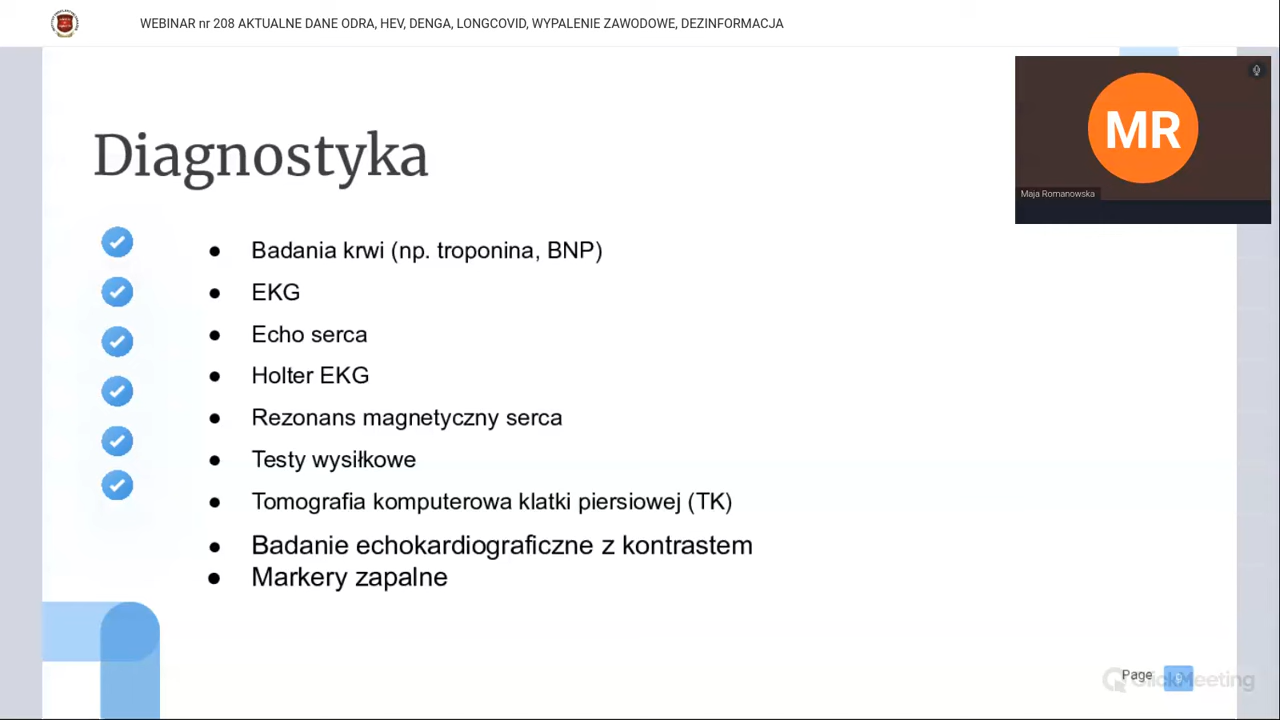 WEBINAR nr 208 AKTUALNE DANE ODRA, HEV, DENGA, LONGCOVID, WYPALENIE ZAWODOWE, DEZINFORMACJA
MR
Maja Romanowska
Diagnostyka
● Badania krwi (np. troponina, BNP)
● EKG
● Echo serca
● Holter EKG
● Rezonans magnetyczny serca
● Testy wysiłkowe
● Tomografia komputerowa klatki piersiowej (TK)
● Badanie echokardiograficzne z kontrastem
● Markery zapalne
Page 9
ClickMeeting